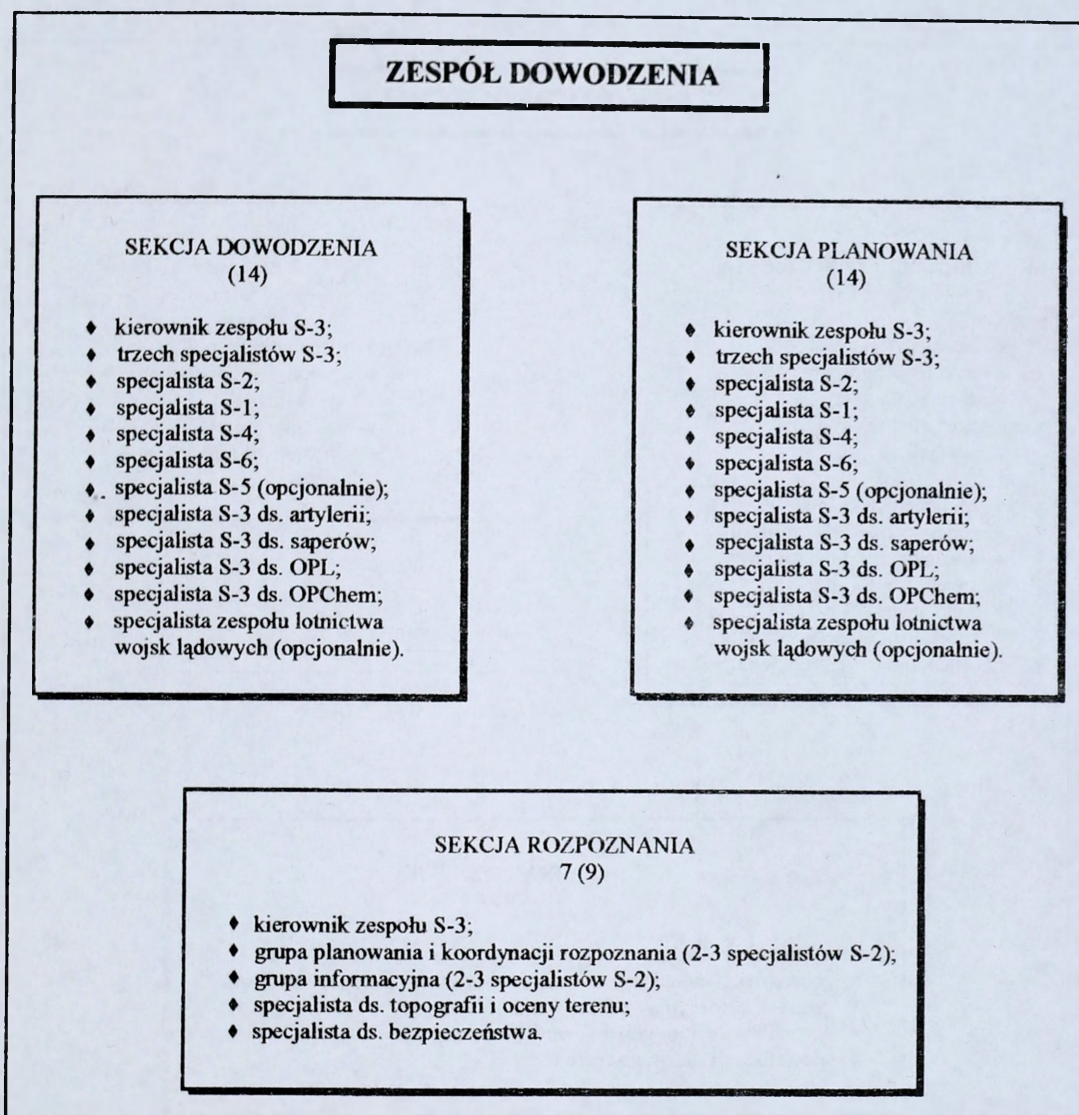 ZESPÓŁ DOWODZENIA
SEKCJA DOWODZENIA
(14)
♦ kierownik zespołu S-3;
♦ trzech specjalistów S-3;
♦ specjalista S-2;
♦ specjalista S-1;
♦ specjalista S-4;
♦ specjalista S-6;
♦ specjalista S-5 (opcjonalnie);
♦ specjalista S-3 ds. artylerii;
♦ specjalista S-3 ds. saperów;
♦ specjalista S-3 ds. OPL;
♦ specjalista S-3 ds. OPChem;
♦ specjalista zespołu lotnictwa
wojsk lądowych (opcjonalnie).
SEKCJA PLANOWANIA
(14)
♦ kierownik zespołu S-3;
♦ trzech specjalistów S-3;
♦ specjalista S-2;
♦ specjalista S-1;
♦ specjalista S-4;
♦ specjalista S-6;
♦ specjalista S-5 (opcjonalnie);
♦ specjalista S-3 ds. artylerii;
♦ specjalista S-3 ds. saperów;
♦ specjalista S-3 ds. OPL;
♦ specjalista S-3 ds. OPChem;
♦ specjalista zespołu lotnictwa
wojsk lądowych (opcjonalnie).
SEKCJA ROZPOZNANIA
7 (9)
♦ kierownik zespołu S-3;
♦ grupa planowania i koordynacji rozpoznania (2-3 specjalistów S-2);
♦ grupa informacyjna (2-3 specjalistów S-2);
♦ specjalista ds. topografii i oceny terenu;
♦ specjalista ds. bezpieczeństwa.